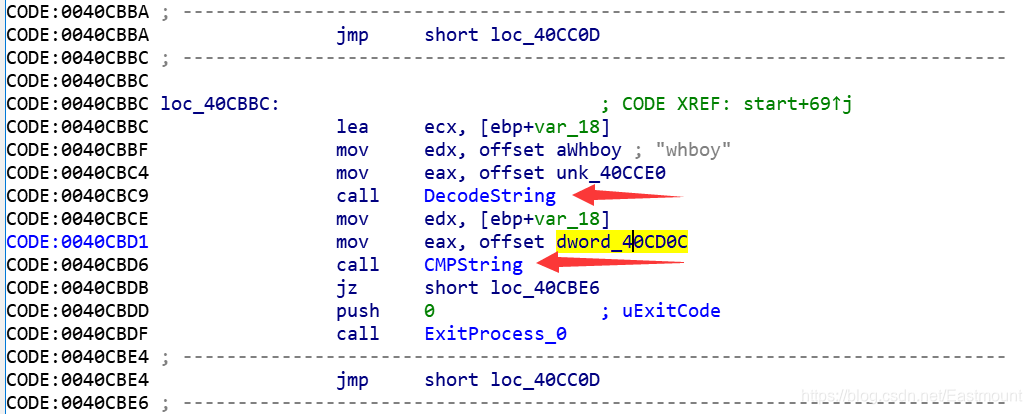 CODE:0040CBBA ; ---------------------------------------------------------------------------
CODE:0040CBBA jmp short loc_40CC0D
CODE:0040CBBC ; ---------------------------------------------------------------------------
CODE:0040CBBC
CODE:0040CBBC loc_40CBBC: ; CODE XREF: start+69↑j
CODE:0040CBBC lea ecx, [ebp+var_18]
CODE:0040CBBF mov edx, offset aWhboy ; "whboy"
CODE:0040CBC4 mov eax, offset unk_40CCE0
CODE:0040CBC9 call DecodeString
CODE:0040CBCE mov edx, [ebp+var_18]
CODE:0040CBD1 mov eax, offset dword_40CD0C
CODE:0040CBD6 call CMPString
CODE:0040CBDB jz short loc_40CBE6
CODE:0040CBDD push 0 ; uExitCode
CODE:0040CBDF call ExitProcess_0
CODE:0040CBE4 ; ---------------------------------------------------------------------------
CODE:0040CBE4 jmp short loc_40CC0D
CODE:0040CBE6 ; ---------------------------------------------------------------------------
https://blog.csdn.net/Eastmount